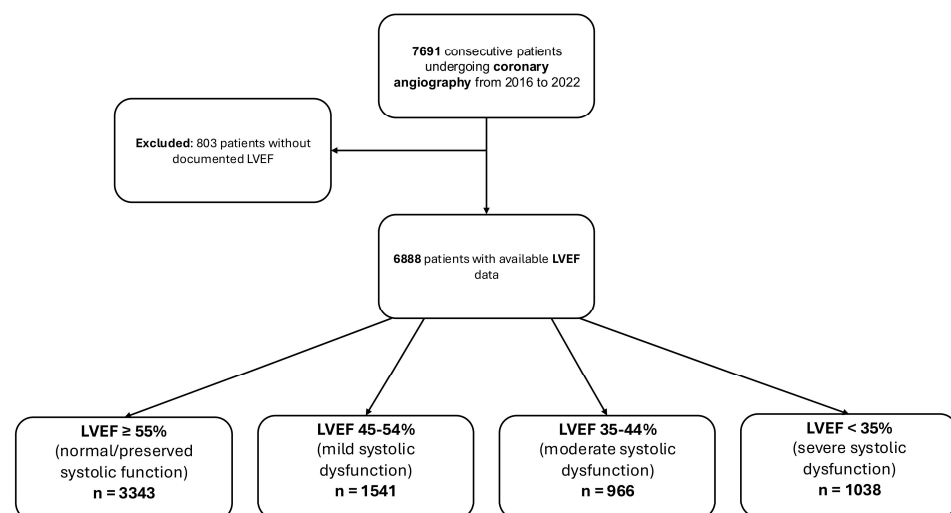 7691 consecutive patients
undergoing coronary
angiography from 2016 to 2022
Excluded: 803 patients without
documented LVEF
6888 patients with available LVEF
data
LVEF ≥ 55%
(normal/preserved
systolic function)
n = 3343
LVEF 45-54%
(mild systolic
dysfunction)
n = 1541
LVEF 35-44%
(moderate systolic
dysfunction)
n = 966
LVEF < 35%
(severe systolic
dysfunction)
n = 1038